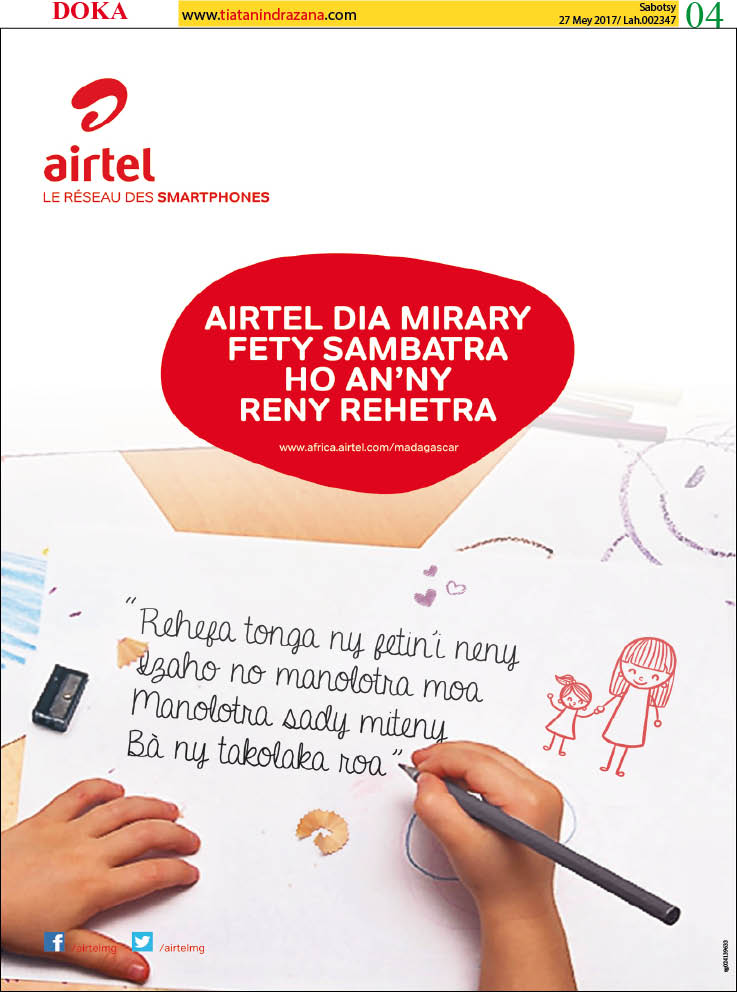 DOKA
www.tiatanindrazana.com
Sabotsy
27 Mey 2017/ Lah.002347
04
airtel
LE RÉSEAU DES SMARTPHONES
AIRTEL DIA MIRARY
FETY SAMBATRA
HO AN'NY
RENY REHETRA
www.africa.airtel.com/madagascar
“Rehefa tonga ny fetin'i neny
Izaho no manolotra moa
Manolotra sady miteny
Bà ny takolaka roa”
/airtelmg
/airtelmg